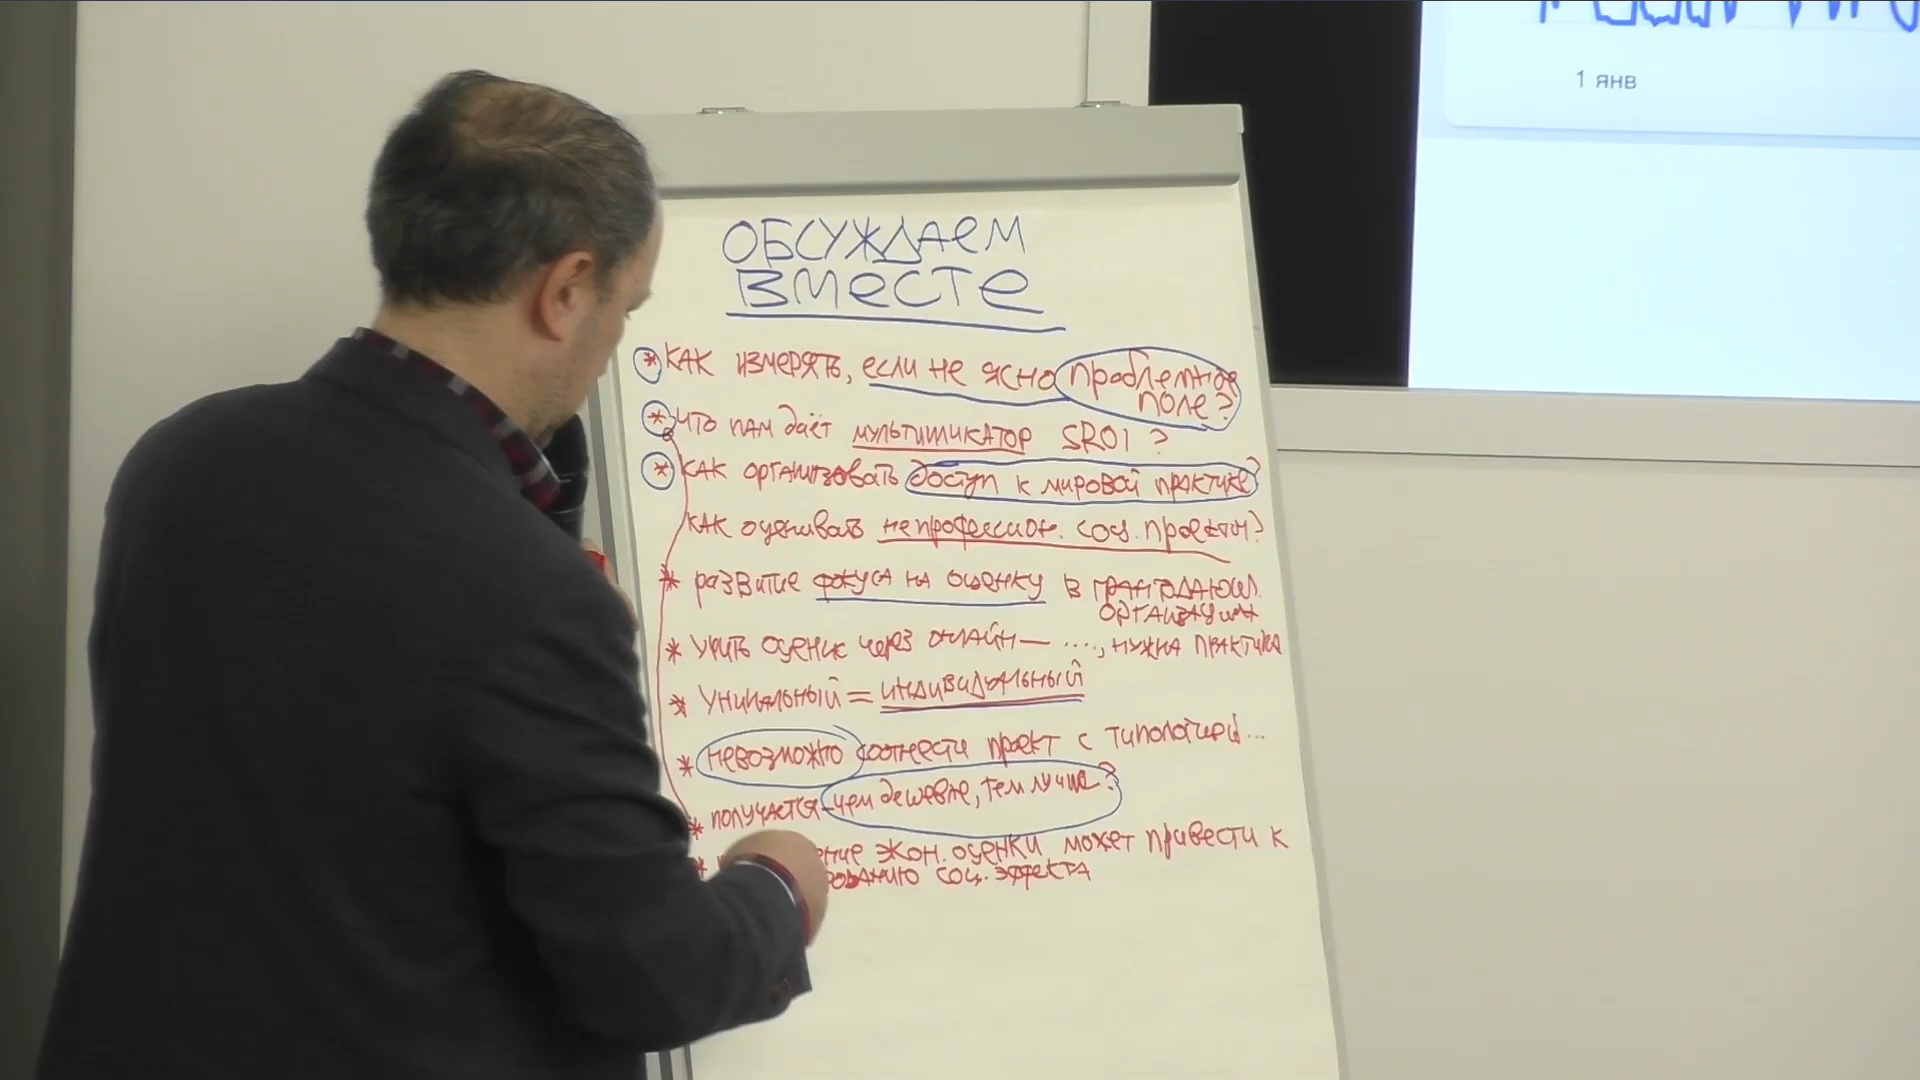 1 янв
ОБСУЖДАЕМ
ВМЕСТЕ
* КАК ИЗМЕРЯТЬ, если не ясно проблемное
поле?
* что нам даёт мультипликатор SROI ?
* КАК организовать доступ к мировой практике?
КАК оценивать непрофессион. соц. проекты?
* развитие фокуса на оценку в грантодающ.
организациях
* Учить оценке через онлайн — ...., нужна практика
* Уникальный = индивидуальный
* невозможно соотнести проект с типологией...
* получается – чем дешевле, тем лучше?
* экон. оценки может привести к
соц. эффекта